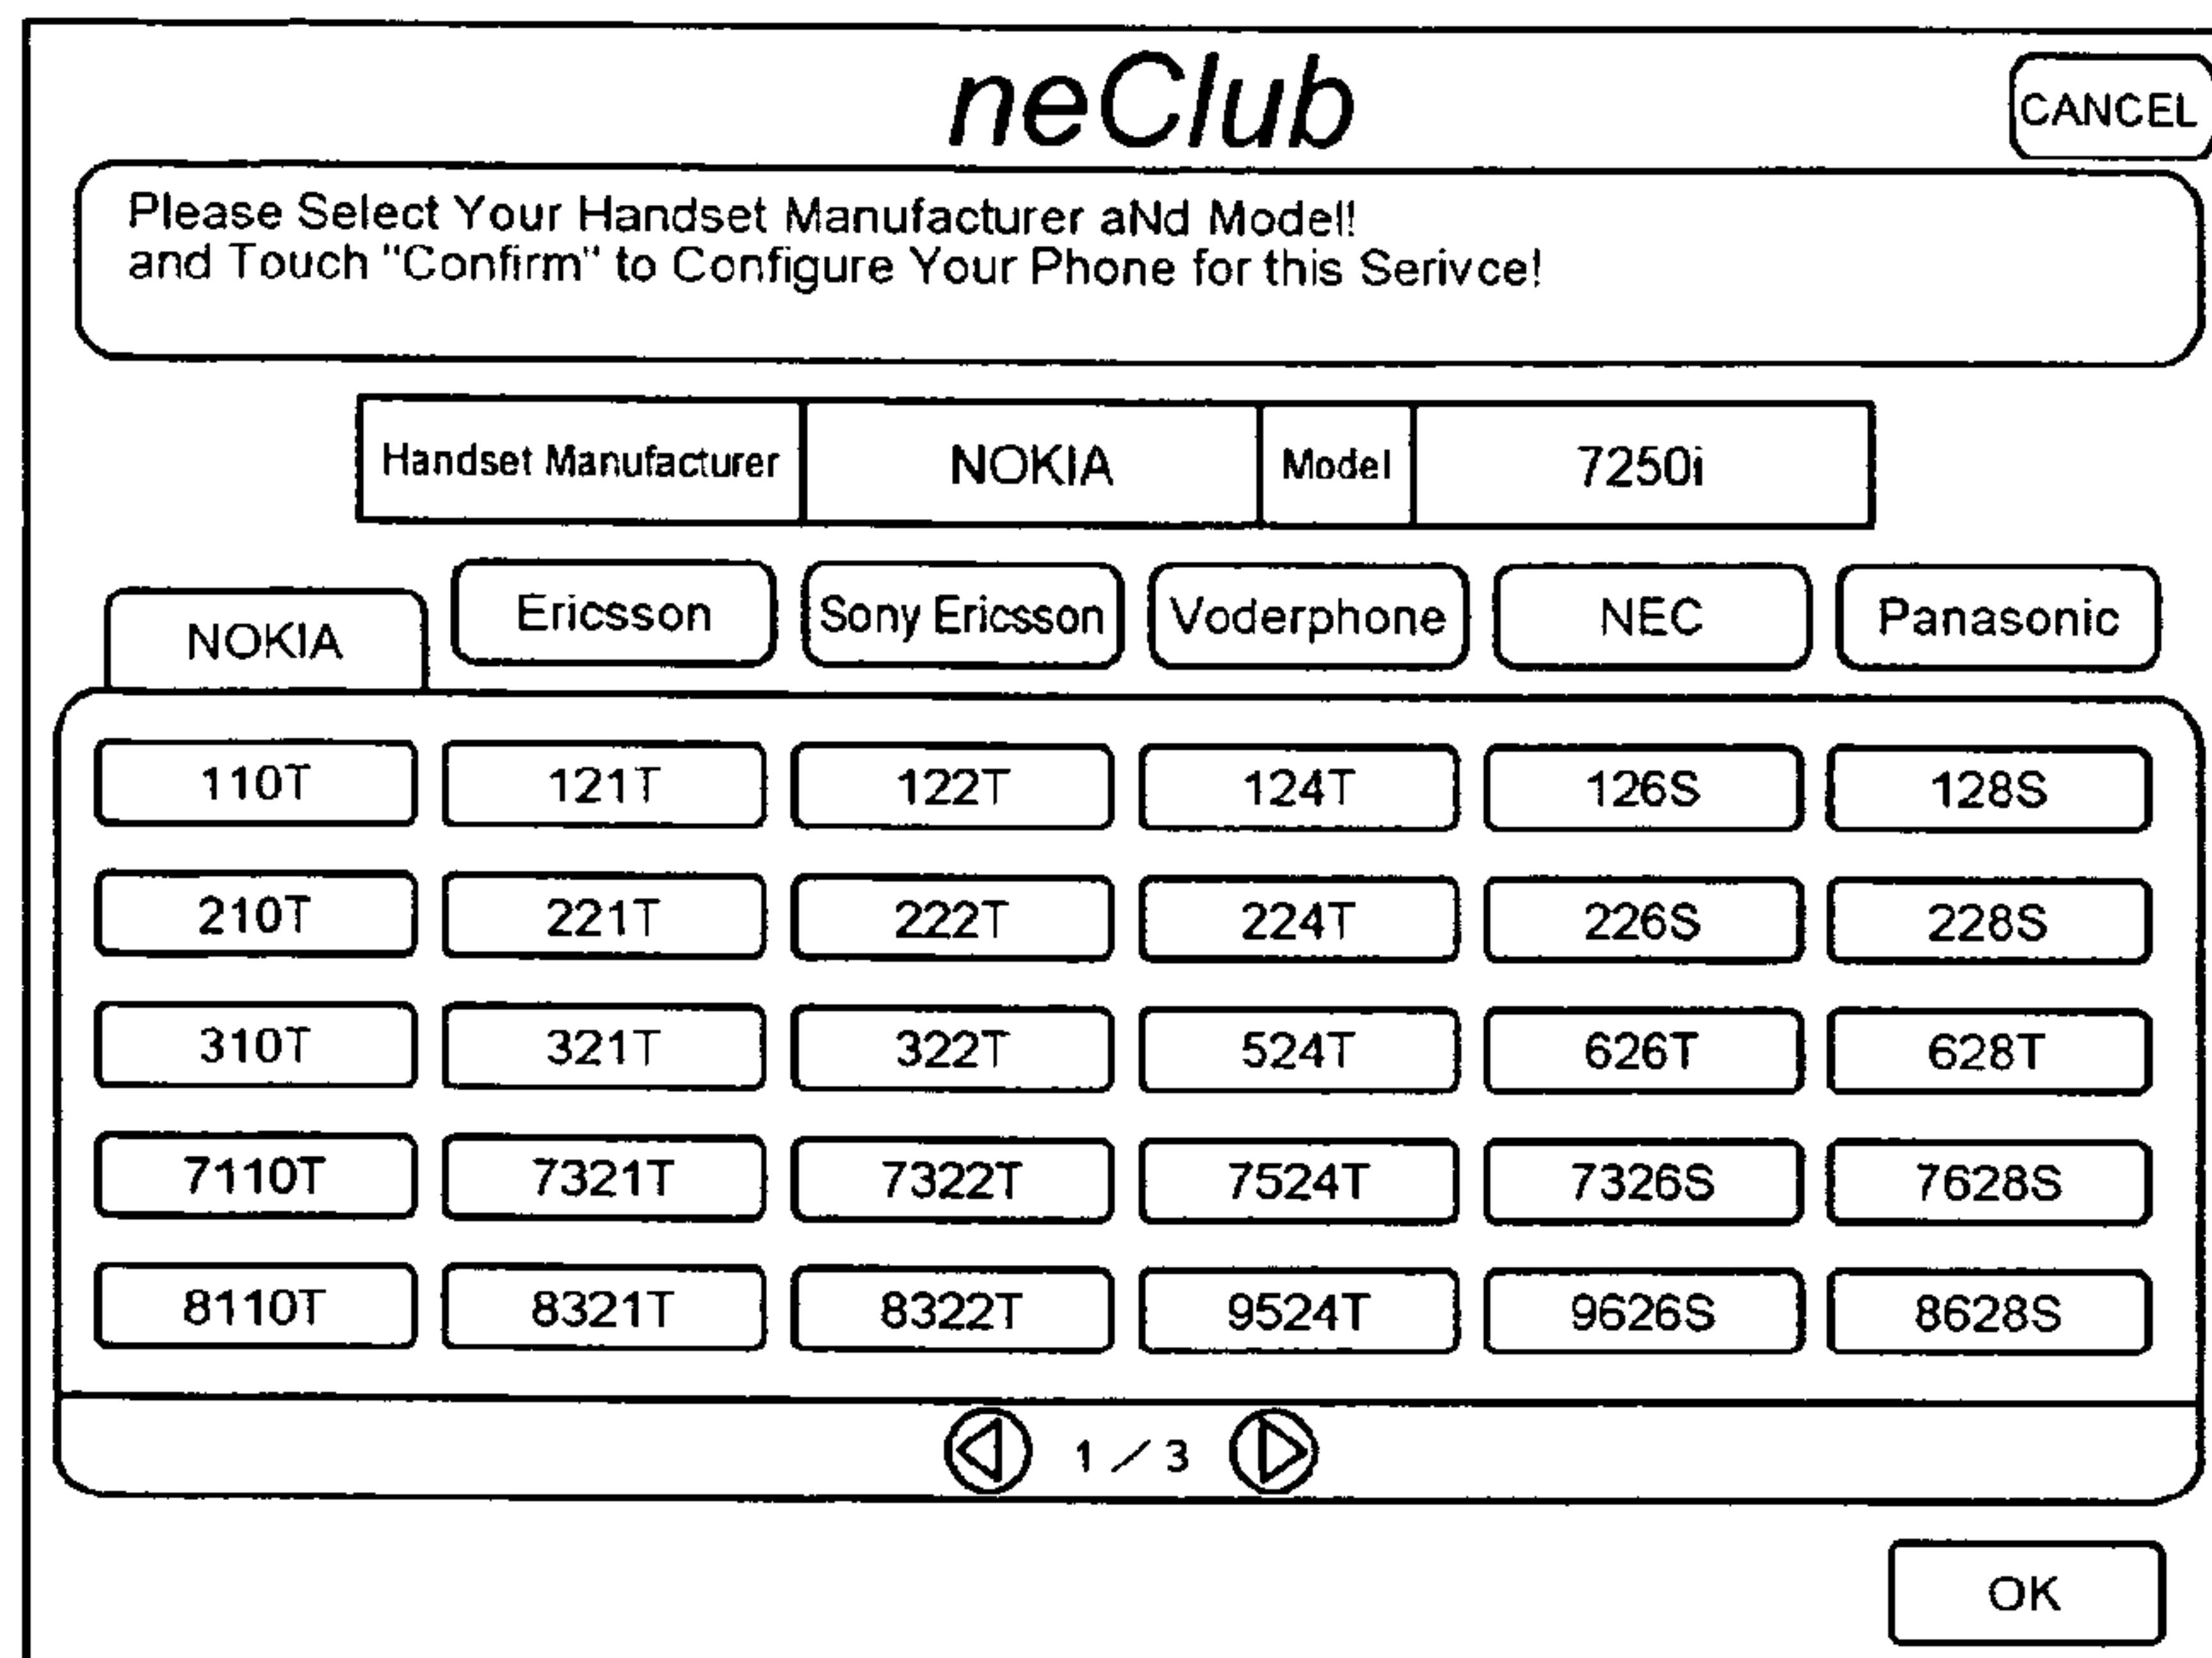 neClub
CANCEL
Please Select Your Handset Manufacturer aNd Model!
and Touch "Confirm" to Configure Your Phone for this Serivce!
Handset Manufacturer NOKIA Model 7250i
NOKIA Ericsson Sony Ericsson Voderphone NEC Panasonic
110T 121T 122T 124T 126S 128S
210T 221T 222T 224T 226S 228S
310T 321T 322T 524T 626T 628T
7110T 7321T 7322T 7524T 7326S 7628S
8110T 8321T 8322T 9524T 9626S 8628S
1/3
OK